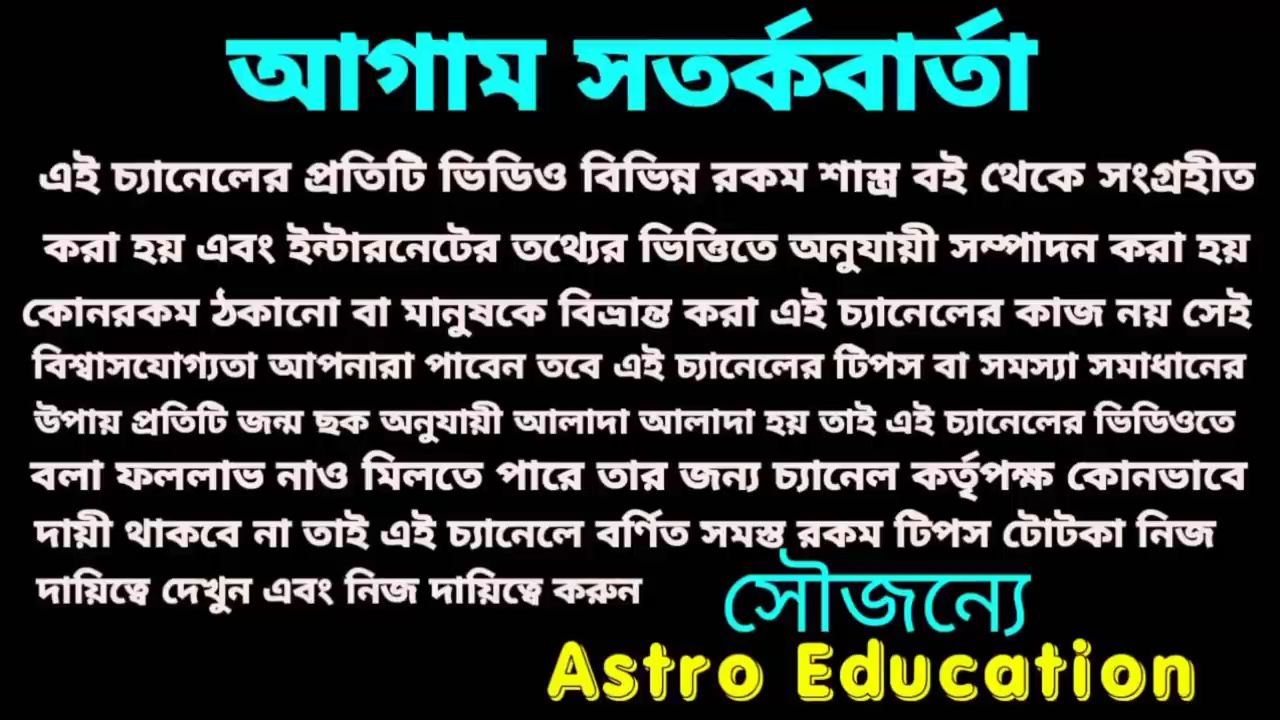 আগাম সতর্কবার্তা
এই চ্যানেলের প্রতিটি ভিডিও বিভিন্ন রকম শাস্ত্র বই থেকে সংগ্রহীত
করা হয় এবং ইন্টারনেটের তথ্যের ভিত্তিতে অনুযায়ী সম্পাদন করা হয়
কোনরকম ঠকানো বা মানুষকে বিভ্রান্ত করা এই চ্যানেলের কাজ নয় সেই
বিশ্বাসযোগ্যতা আপনারা পাবেন তবে এই চ্যানেলের টিপস বা সমস্যা সমাধানের
উপায় প্রতিটি জন্ম ছক অনুযায়ী আলাদা আলাদা হয় তাই এই চ্যানেলের ভিডিওতে
বলা ফললাভ নাও মিলতে পারে তার জন্য চ্যানেল কর্তৃপক্ষ কোনভাবে
দায়ী থাকবে না তাই এই চ্যানেলে বর্ণিত সমস্ত রকম টিপস টোটকা নিজ
দায়িত্বে দেখুন এবং নিজ দায়িত্বে করুন
সৌজন্যে
Astro Education